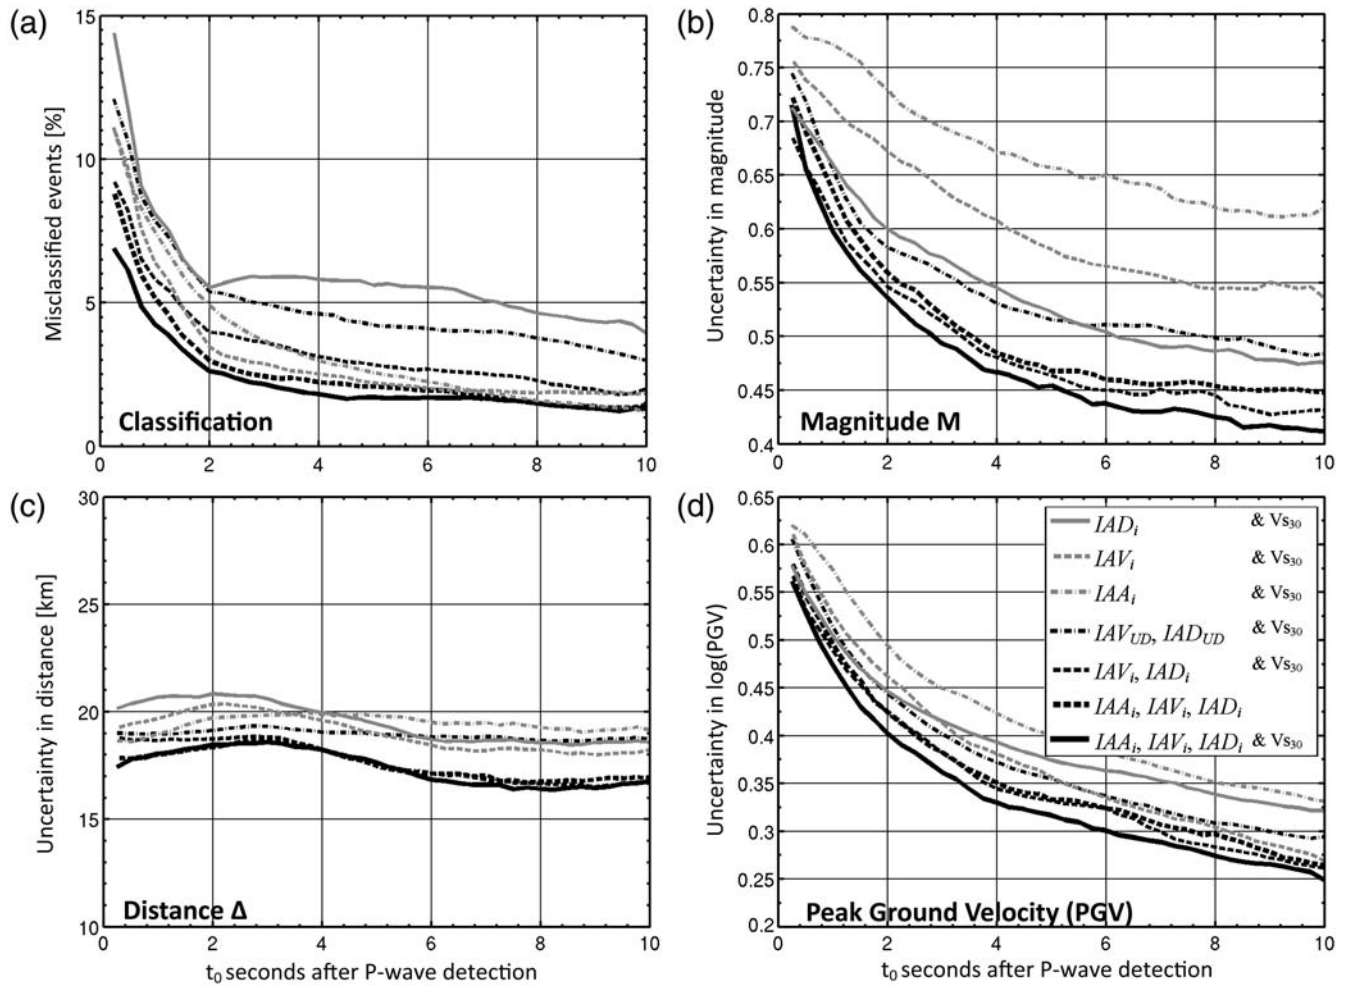 (a)
15
10
5
0
Misclassified events [%]
Classification
0 2 4 6 8 10
(b)
0.8
0.75
0.7
0.65
0.6
0.55
0.5
0.45
0.4
Uncertainty in magnitude
Magnitude M
0 2 4 6 8 10
(c)
30
25
20
15
10
Uncertainty in distance [km]
Distance Δ
0 2 4 6 8 10
t₀ seconds after P-wave detection
(d)
0.65
0.6
0.55
0.5
0.45
0.4
0.35
0.3
0.25
0.2
Uncertainty in log(PGV)
IADᵢ & Vs₃₀
IAVᵢ & Vs₃₀
IAAᵢ & Vs₃₀
IAV_UD, IAD_UD & Vs₃₀
IAVᵢ, IADᵢ & Vs₃₀
IAAᵢ, IAVᵢ, IADᵢ
IAAᵢ, IAVᵢ, IADᵢ & Vs₃₀
Peak Ground Velocity (PGV)
0 2 4 6 8 10
t₀ seconds after P-wave detection